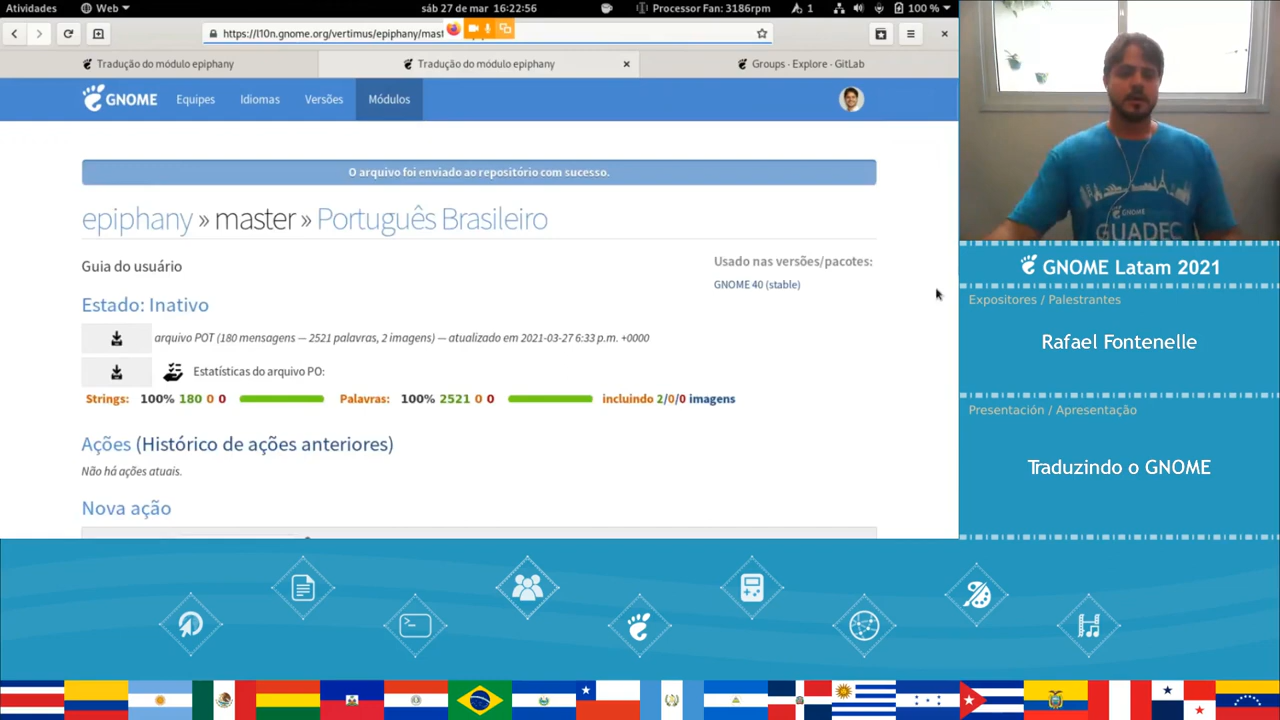 Atividades
Web
sáb 27 de mar 16:22:56
Processor Fan: 3186rpm
1
100 %
https://l10n.gnome.org/vertimus/epiphany/mast
Tradução do módulo epiphany
Tradução do módulo epiphany
Groups · Explore · GitLab
GNOME
Equipes
Idiomas
Versões
Módulos
O arquivo foi enviado ao repositório com sucesso.
epiphany » master » Português Brasileiro
Guia do usuário
Usado nas versões/pacotes:
GNOME 40 (stable)
Estado: Inativo
arquivo POT (180 mensagens — 2521 palavras, 2 imagens) — atualizado em 2021-03-27 6:33 p.m. +0000
Estatísticas do arquivo PO:
Strings: 100% 180 0 0
Palavras: 100% 2521 0 0
incluindo 2/0/0 imagens
Ações (Histórico de ações anteriores)
Não há ações atuais.
Nova ação
GNOME
GUADEC
GNOME Latam 2021
Expositores / Palestrantes
Rafael Fontenelle
Presentación / Apresentação
Traduzindo o GNOME